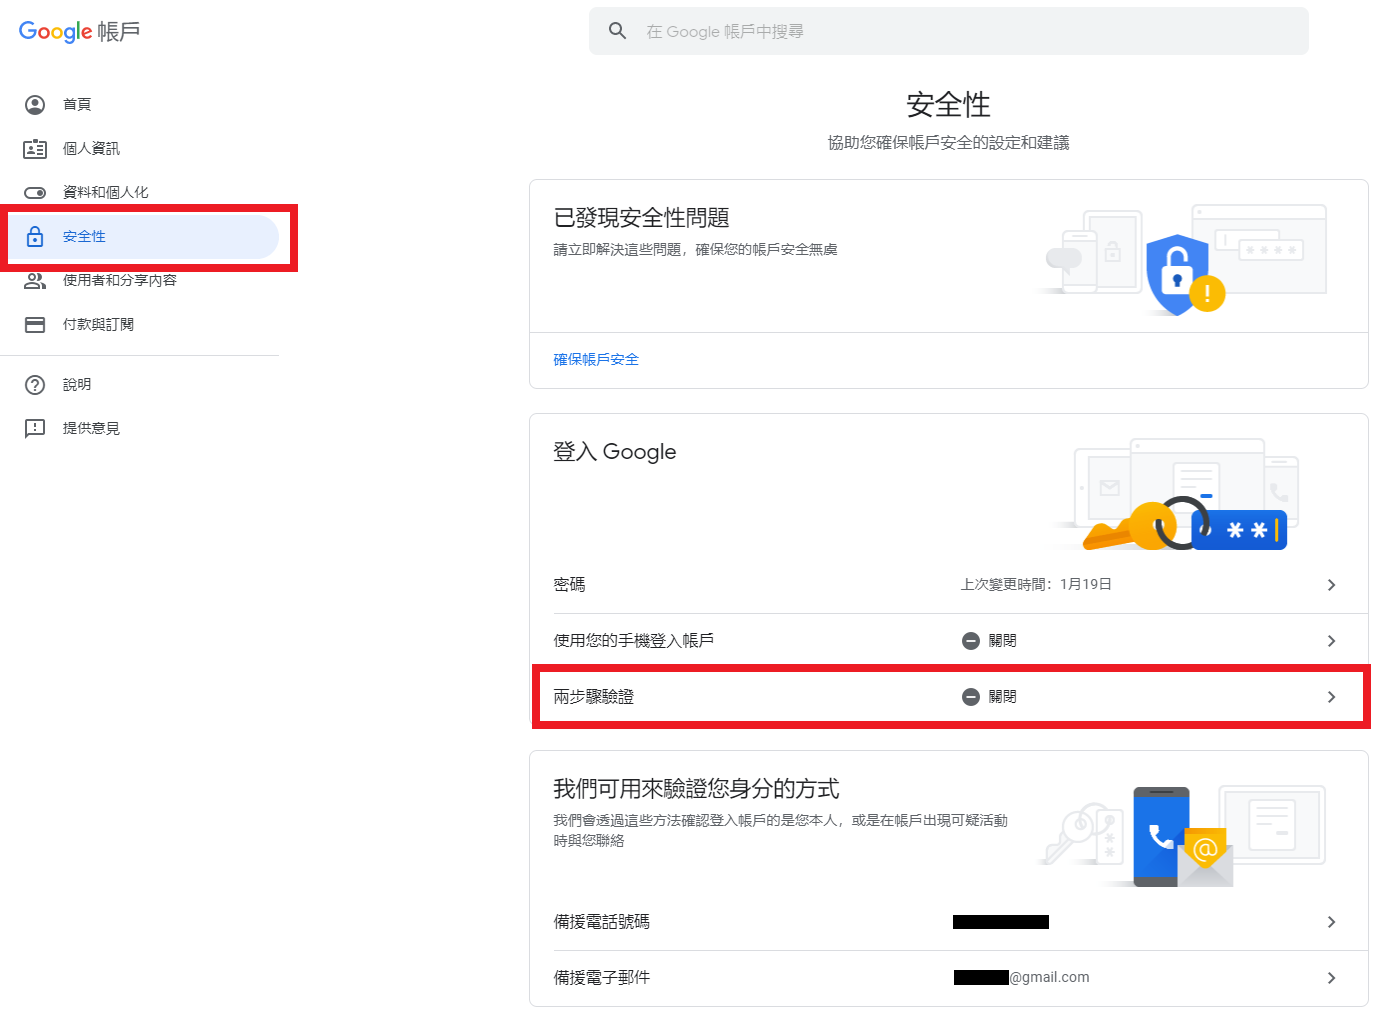 Google 帳戶
在 Google 帳戶中搜尋
首頁
個人資訊
資料和個人化
安全性
使用者和分享內容
付款與訂閱
說明
提供意見
安全性
協助您確保帳戶安全的設定和建議
已發現安全性問題
請立即解決這些問題，確保您的帳戶安全無虞
確保帳戶安全
登入 Google
密碼
上次變更時間：1月19日
使用您的手機登入帳戶
關閉
兩步驟驗證
關閉
我們可用來驗證您身分的方式
我們會透過這些方法確認登入帳戶的是您本人，或是在帳戶出現可疑活動
時與您聯絡
備援電話號碼
備援電子郵件
@gmail.com